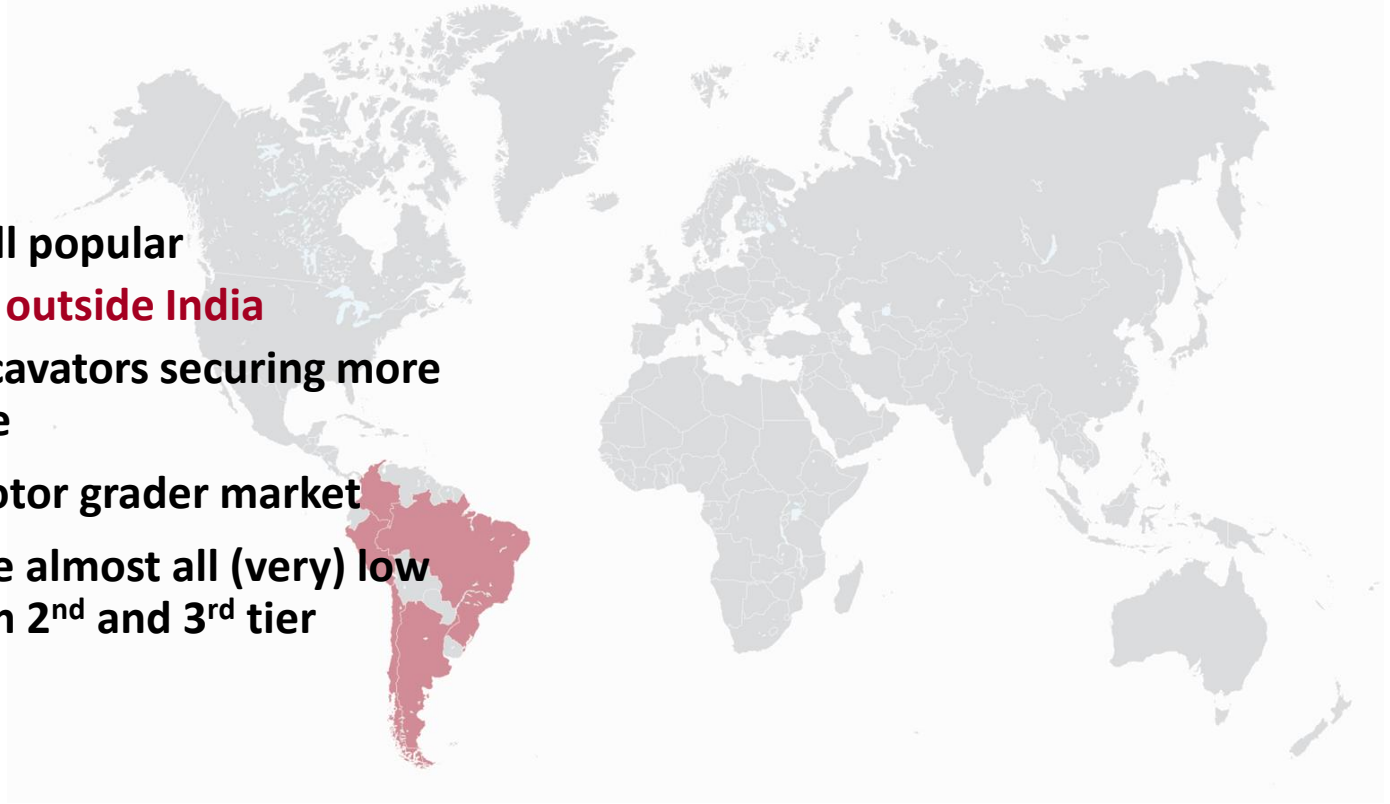 ll popular
outside India
cavators securing more
e
otor grader market
e almost all (very) low
n 2nd and 3rd tier